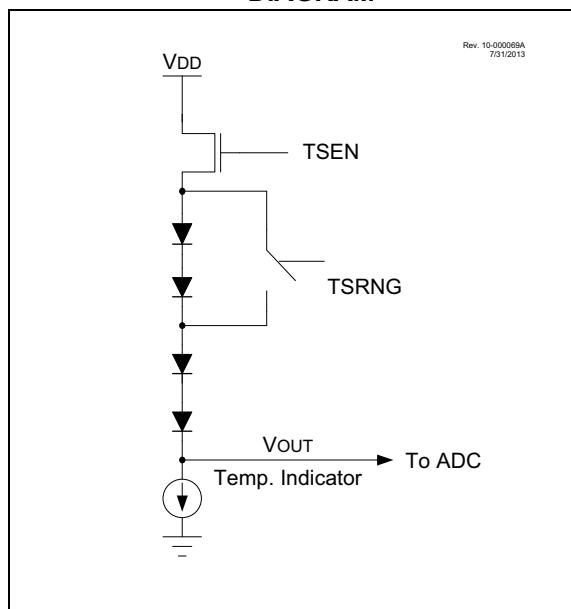 DIAGRAM
Rev. 10-000069A
7/31/2013
VDD
TSEN
TSRNG
VOUT
To ADC
Temp. Indicator